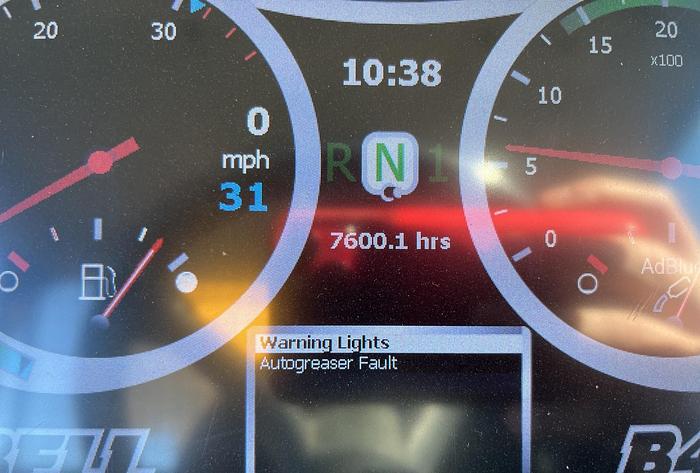 20
30
0
mph
31
10:38
R N 1
7600.1 hrs
20
15
x100
10
5
0
Warning Lights
Autogreaser Fault